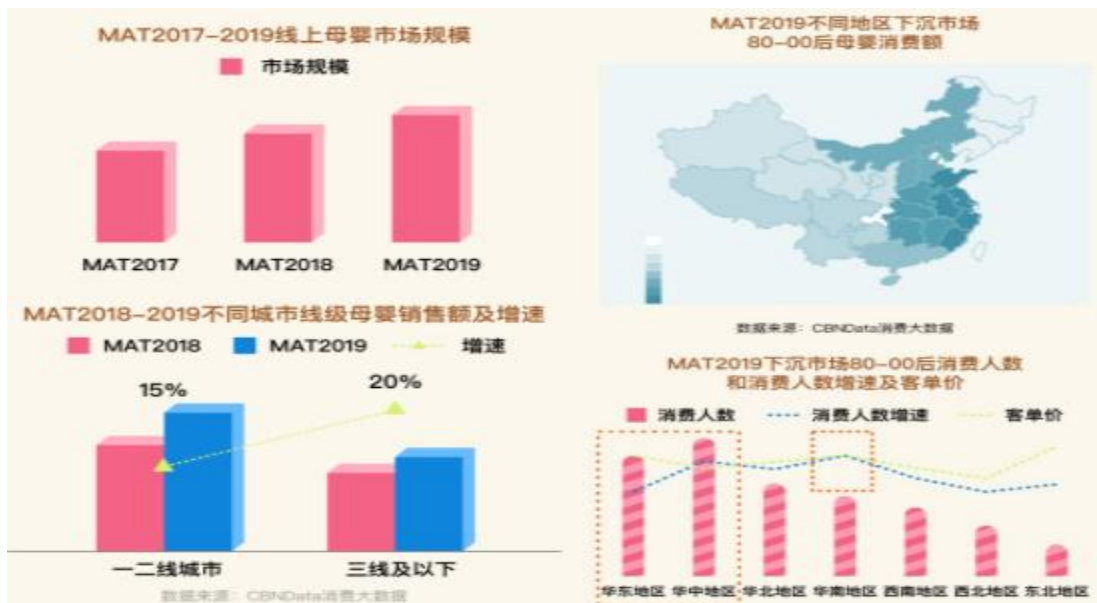 MAT2017-2019线上母婴市场规模
市场规模
MAT2017
MAT2018
MAT2019
MAT2018-2019不同城市线级母婴销售额及增速
MAT2018
MAT2019
增速
15%
20%
一二线城市
三线及以下
数据来源：CBNData消费大数据
MAT2019不同地区下沉市场
80-00后母婴消费额
数据来源：CBNData消费大数据
MAT2019下沉市场80-00后消费人数
和消费人数增速及客单价
消费人数
消费人数增速
客单价
华东地区
华中地区
华北地区
华南地区
西南地区
西北地区
东北地区